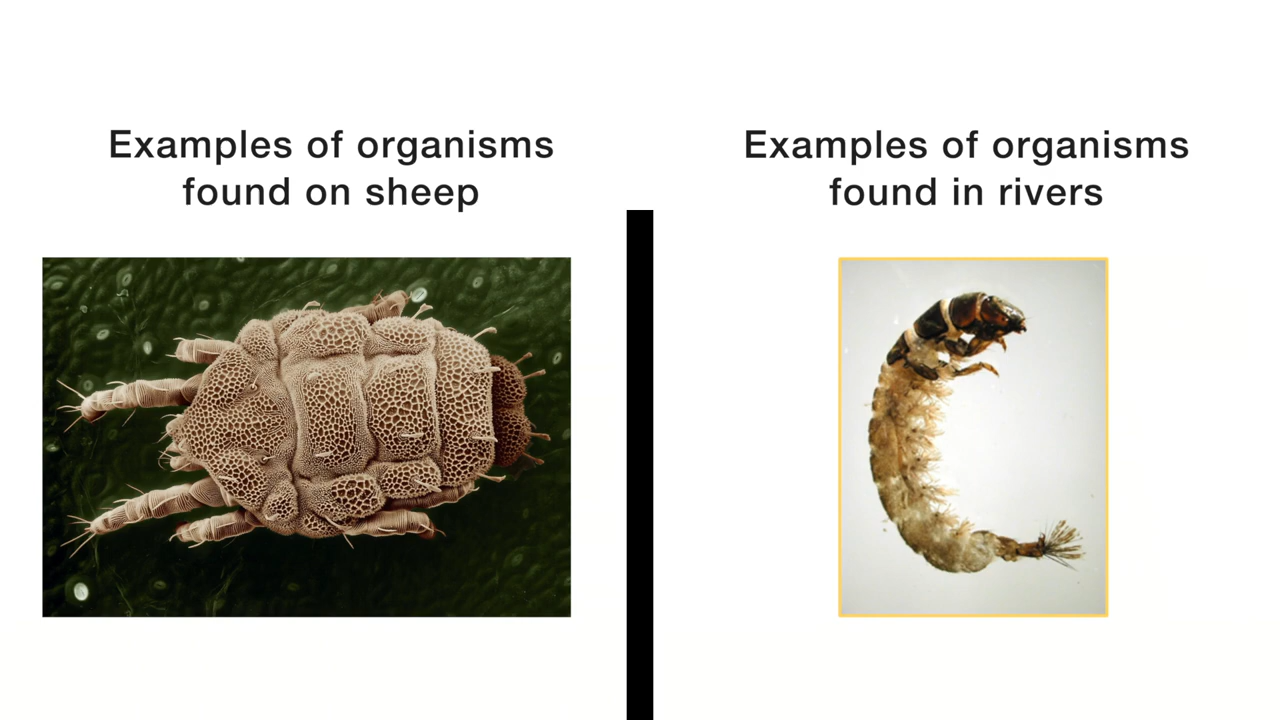 Examples of organisms
found on sheep
Examples of organisms
found in rivers